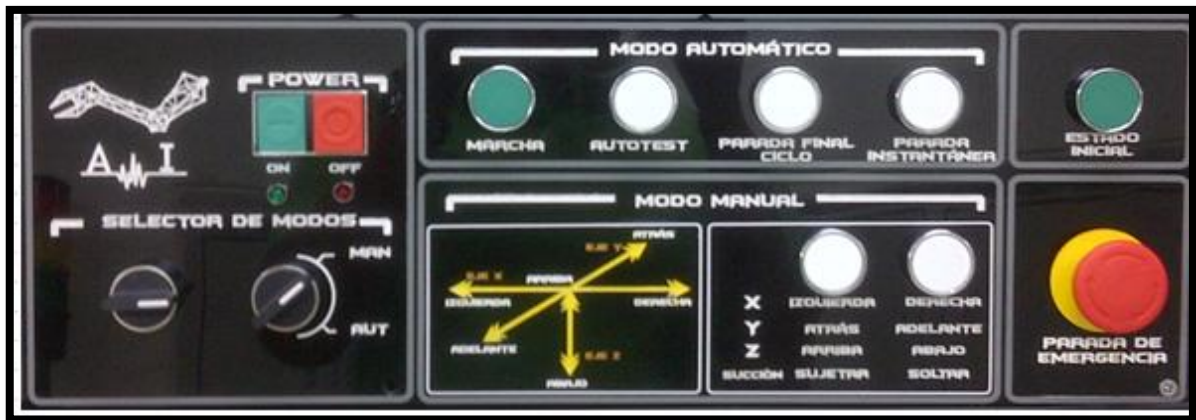 A I
POWER
ON OFF
SELECTOR DE MODOS
MAN
AUT
MODO AUTOMÁTICO
MARCHA
AUTOTEST
PARADA FINAL
CICLO
PARADA
INSTANTÁNEA
ESTADO
INICIAL
MODO MANUAL
ATRÁS
EJE Y
EJE X
ARRIBA
IZQUIERDA
DERECHA
ADELANTE
EJE Z
ABAJO
X IZQUIERDA DERECHA
Y ATRÁS ADELANTE
Z ARRIBA ABAJO
SUCCIÓN SUJETAR SOLTAR
PARADA DE
EMERGENCIA